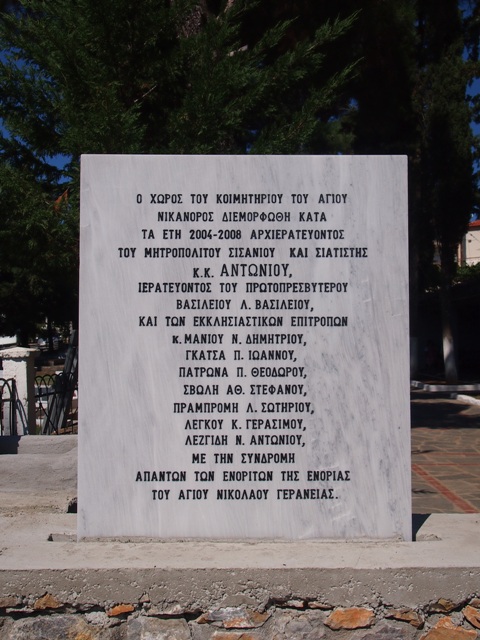 Ο ΧΩΡΟΣ ΤΟΥ ΚΟΙΜΗΤΗΡΙΟΥ ΤΟΥ ΑΓΙΟΥ
ΝΙΚΑΝΟΡΟΣ ΔΙΕΜΟΡΦΩΘΗ ΚΑΤΑ
ΤΑ ΕΤΗ 2004-2008 ΑΡΧΙΕΡΑΤΕΥΟΝΤΟΣ
ΤΟΥ ΜΗΤΡΟΠΟΛΙΤΟΥ ΣΙΣΑΝΙΟΥ ΚΑΙ ΣΙΑΤΙΣΤΗΣ
Κ.Κ. ΑΝΤΩΝΙΟΥ,
ΙΕΡΑΤΕΥΟΝΤΟΣ ΤΟΥ ΠΡΩΤΟΠΡΕΣΒΥΤΕΡΟΥ
ΒΑΣΙΛΕΙΟΥ Λ. ΒΑΣΙΛΕΙΟΥ,
ΚΑΙ ΤΩΝ ΕΚΚΛΗΣΙΑΣΤΙΚΩΝ ΕΠΙΤΡΟΠΩΝ
κ. ΜΑΝΙΟΥ Ν. ΔΗΜΗΤΡΙΟΥ,
ΓΚΑΤΣΑ Π. ΙΩΑΝΝΟΥ,
ΠΑΤΡΩΝΑ Π. ΘΕΟΔΩΡΟΥ,
ΣΒΩΛΗ ΑΘ. ΣΤΕΦΑΝΟΥ,
ΠΡΑΜΠΡΟΜΗ Λ. ΣΩΤΗΡΙΟΥ,
ΛΕΓΚΟΥ Κ. ΓΕΡΑΣΙΜΟΥ,
ΛΕΖΓΙΔΗ Ν. ΑΝΤΩΝΙΟΥ,
ΜΕ ΤΗΝ ΣΥΝΔΡΟΜΗ
ΑΠΑΝΤΩΝ ΤΩΝ ΕΝΟΡΙΤΩΝ ΤΗΣ ΕΝΟΡΙΑΣ
ΤΟΥ ΑΓΙΟΥ ΝΙΚΟΛΑΟΥ ΓΕΡΑΝΕΙΑΣ.